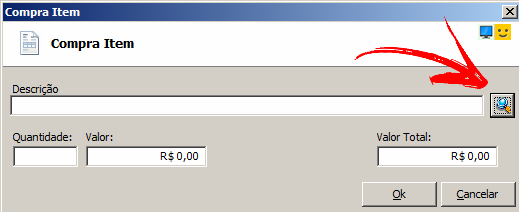 Compra Item
Compra Item
Descrição
Quantidade: Valor: Valor Total:
R$ 0,00 R$ 0,00
Ok Cancelar